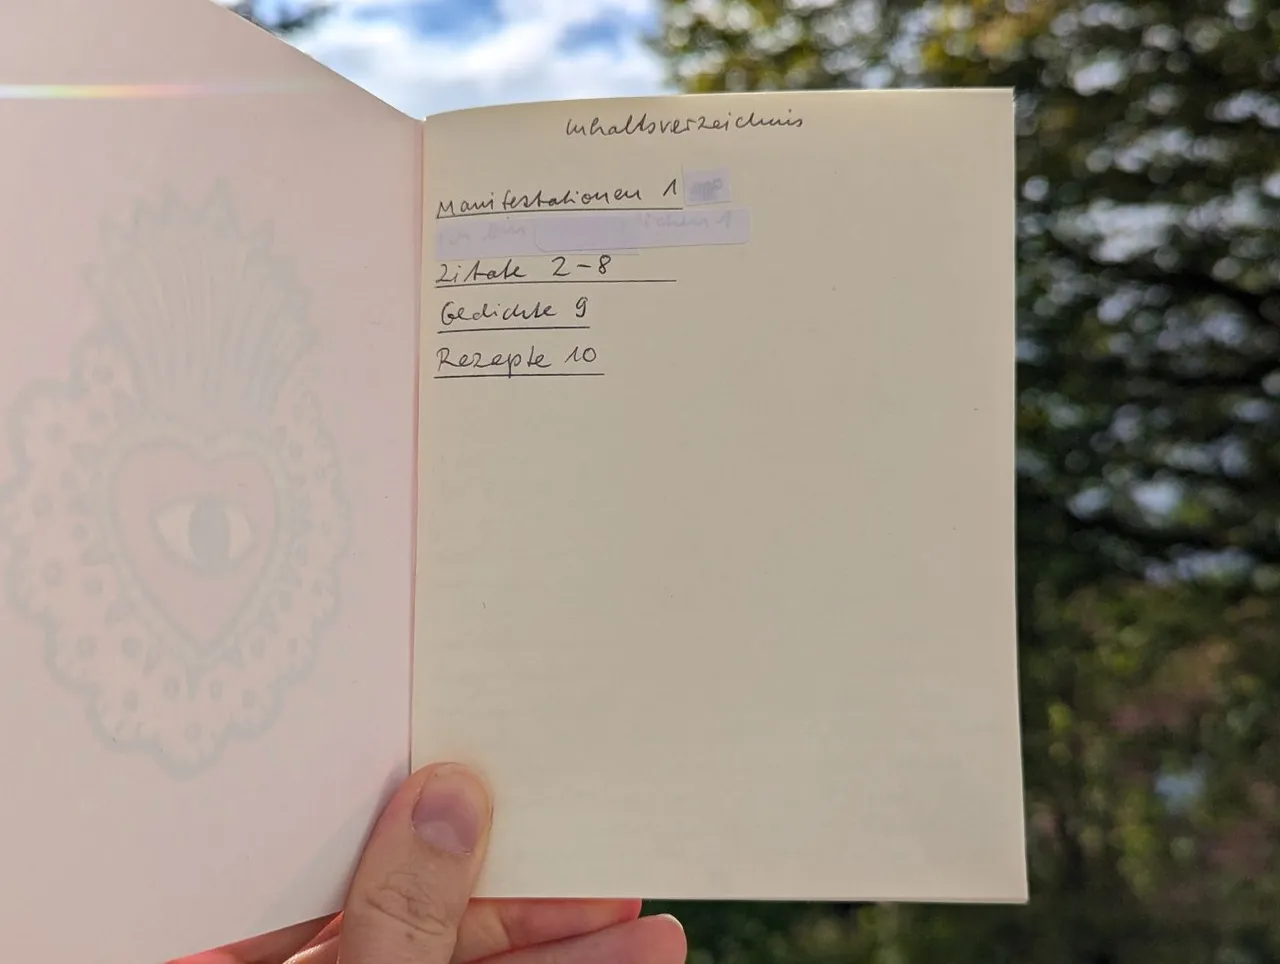 Inhaltsverzeichnis
Manifestationen 1
Zitate 2-8
Gedichte 9
Rezepte 10